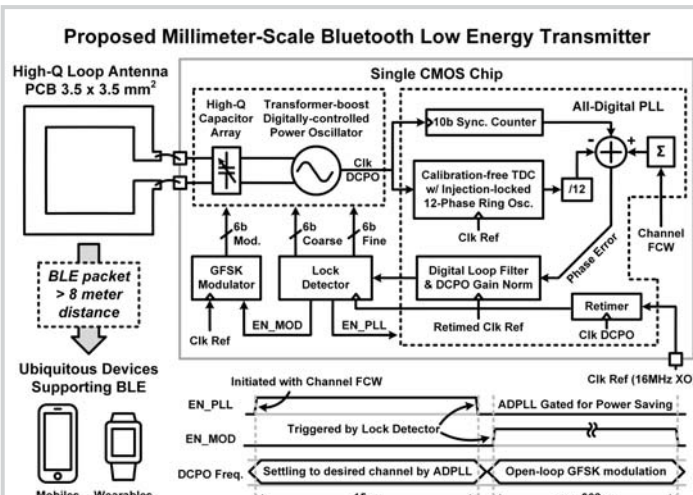 Proposed Millimeter-Scale Bluetooth Low Energy Transmitter
High-Q Loop Antenna
PCB 3.5 x 3.5 mm²
Single CMOS Chip
High-Q
Capacitor
Array
Transformer-boost
Digitally-controlled
Power Oscillator
All-Digital PLL
10b Sync. Counter
-
+
Σ
Clk
DCPO
Calibration-free TDC
w/ Injection-locked
12-Phase Ring Osc.
/12
Clk Ref
Channel
FCW
6b
Mod.
6b
Coarse
6b
Fine
Phase Error
GFSK
Modulator
Lock
Detector
Digital Loop Filter
& DCPO Gain Norm
Retimer
Clk Ref
EN_MOD
EN_PLL
Retimed Clk Ref
Clk DCPO
Clk Ref (16MHz XO
BLE packet
> 8 meter
distance
Ubiquitous Devices
Supporting BLE
Mobiles Wearables
EN_PLL
Initiated with Channel FCW
ADPLL Gated for Power Saving
EN_MOD
Triggered by Lock Detector
DCPO Freq.
Settling to desired channel by ADPLL
Open-loop GFSK modulation